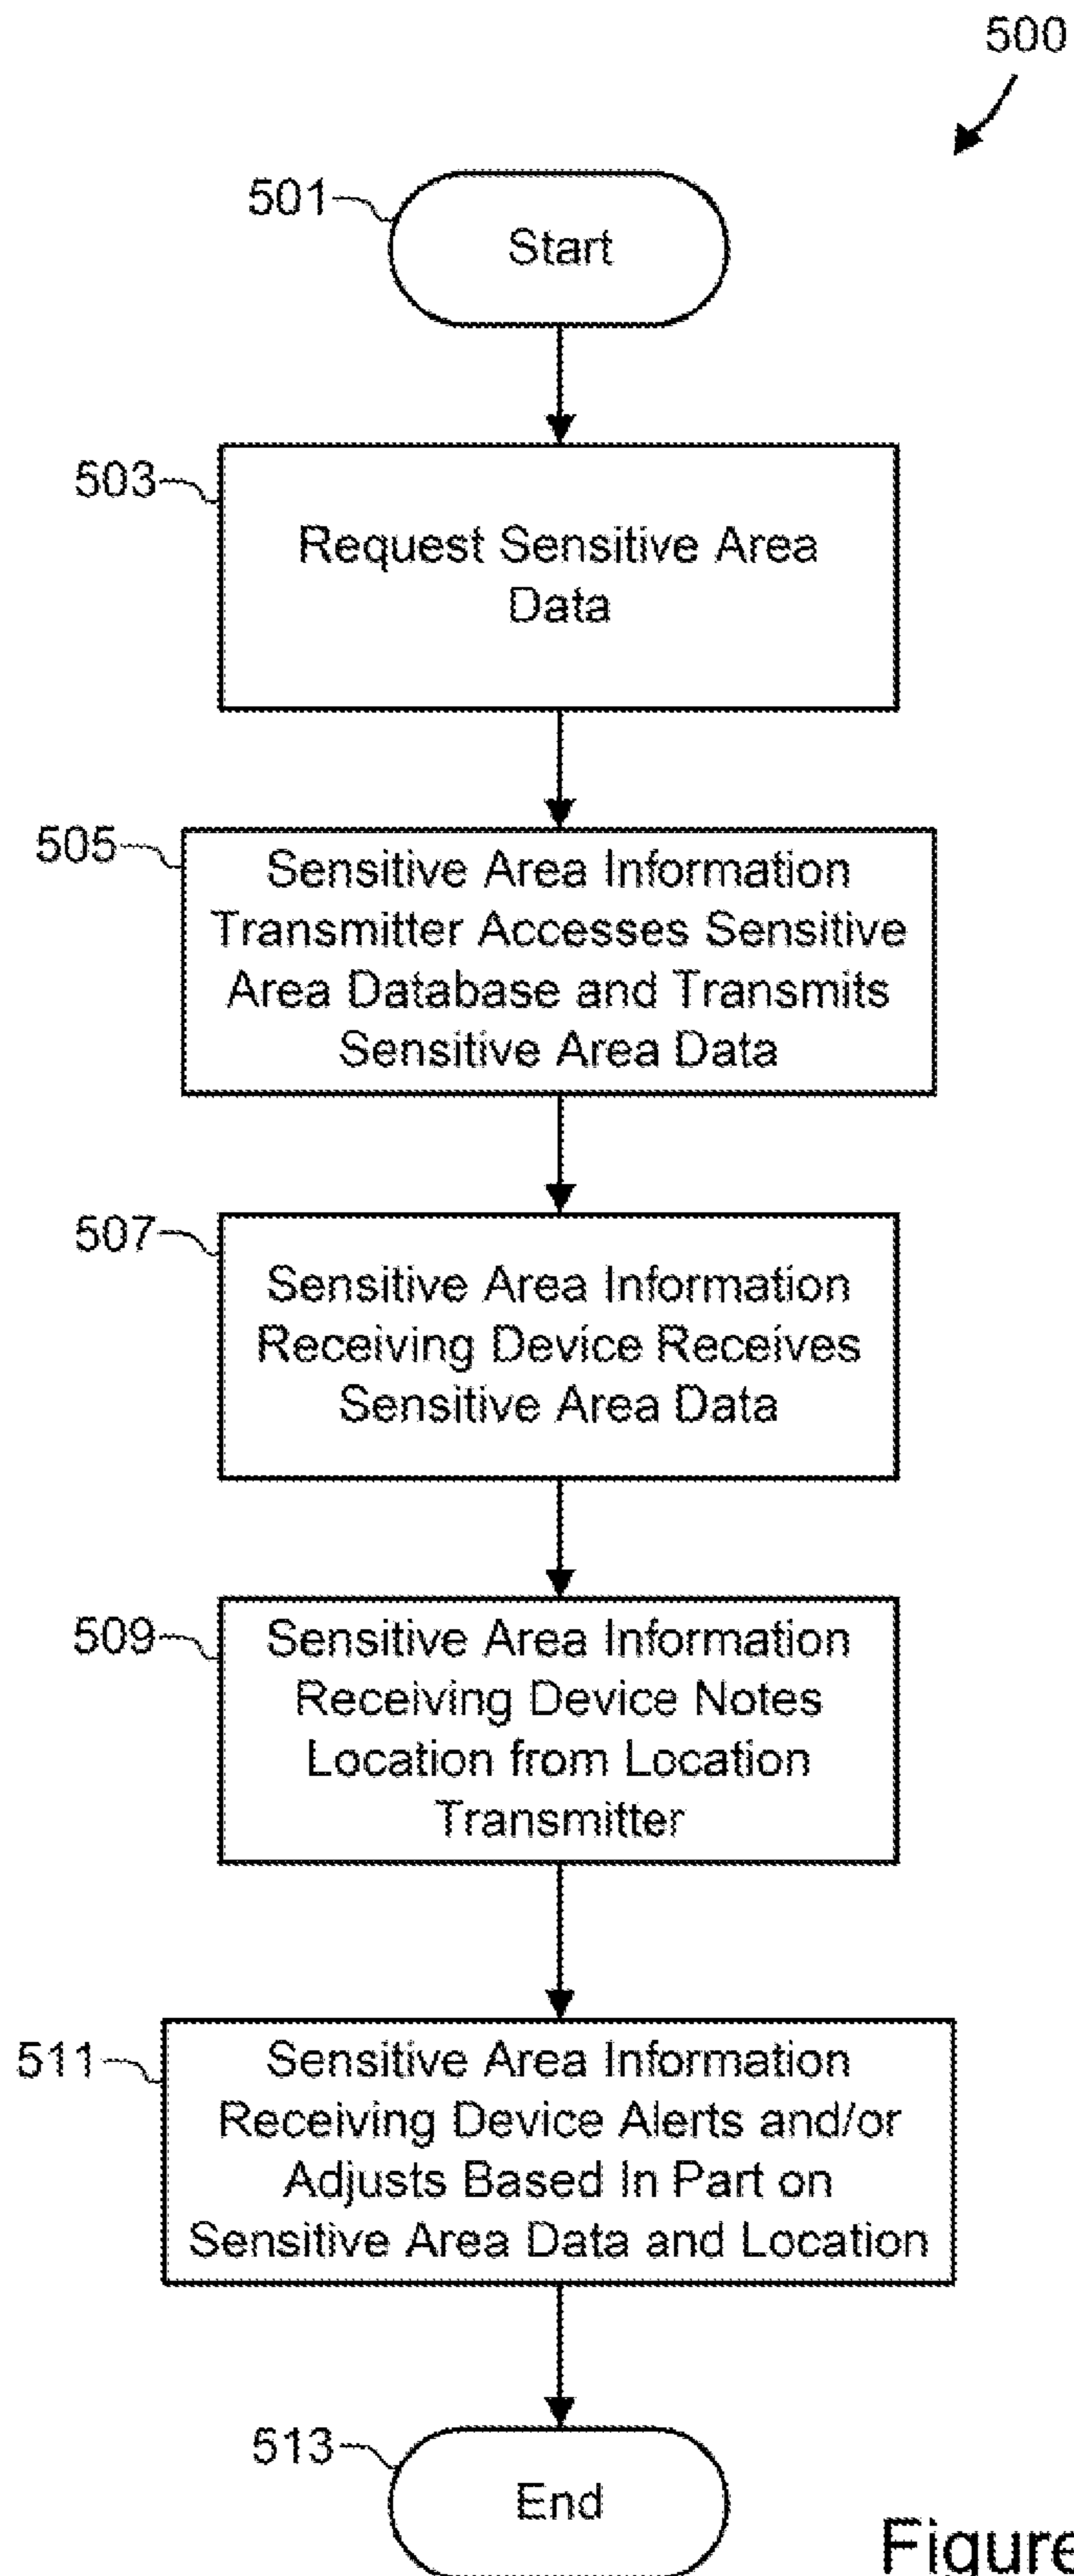 500
501
Start
503
Request Sensitive Area
Data
505
Sensitive Area Information
Transmitter Accesses Sensitive
Area Database and Transmits
Sensitive Area Data
507
Sensitive Area Information
Receiving Device Receives
Sensitive Area Data
509
Sensitive Area Information
Receiving Device Notes
Location from Location
Transmitter
511
Sensitive Area Information
Receiving Device Alerts and/or
Adjusts Based In Part on
Sensitive Area Data and Location
513
End
Figure